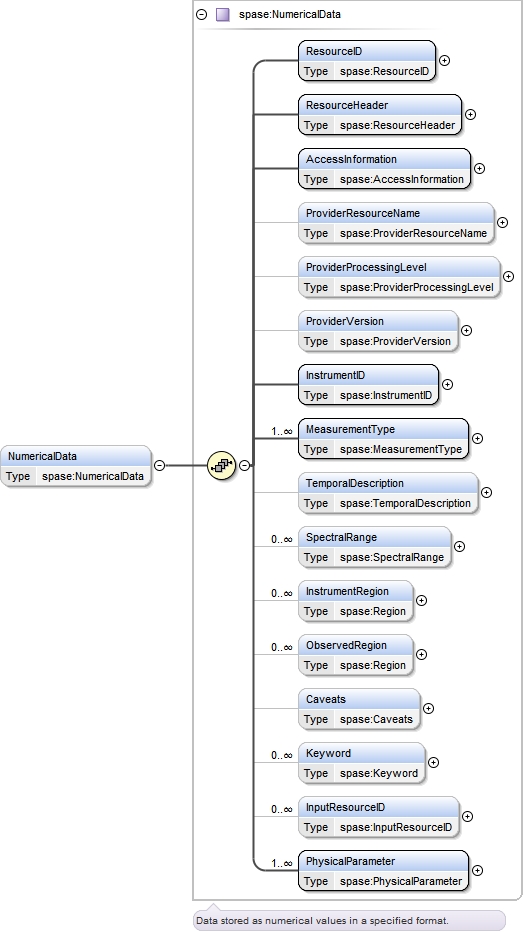 spase:NumericalData
ResourceID
Type spase:ResourceID
ResourceHeader
Type spase:ResourceHeader
AccessInformation
Type spase:AccessInformation
ProviderResourceName
Type spase:ProviderResourceName
ProviderProcessingLevel
Type spase:ProviderProcessingLevel
ProviderVersion
Type spase:ProviderVersion
InstrumentID
Type spase:InstrumentID
1..∞ MeasurementType
Type spase:MeasurementType
NumericalData
Type spase:NumericalData
TemporalDescription
Type spase:TemporalDescription
0..∞ SpectralRange
Type spase:SpectralRange
0..∞ InstrumentRegion
Type spase:Region
0..∞ ObservedRegion
Type spase:Region
Caveats
Type spase:Caveats
0..∞ Keyword
Type spase:Keyword
0..∞ InputResourceID
Type spase:InputResourceID
1..∞ PhysicalParameter
Type spase:PhysicalParameter
Data stored as numerical values in a specified format.